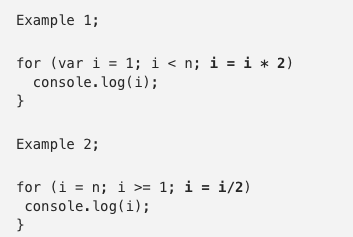 Example 1;
for (var i = 1; i < n; i = i * 2)
  console.log(i);
}
Example 2;
for (i = n; i >= 1; i = i/2)
 console.log(i);
}